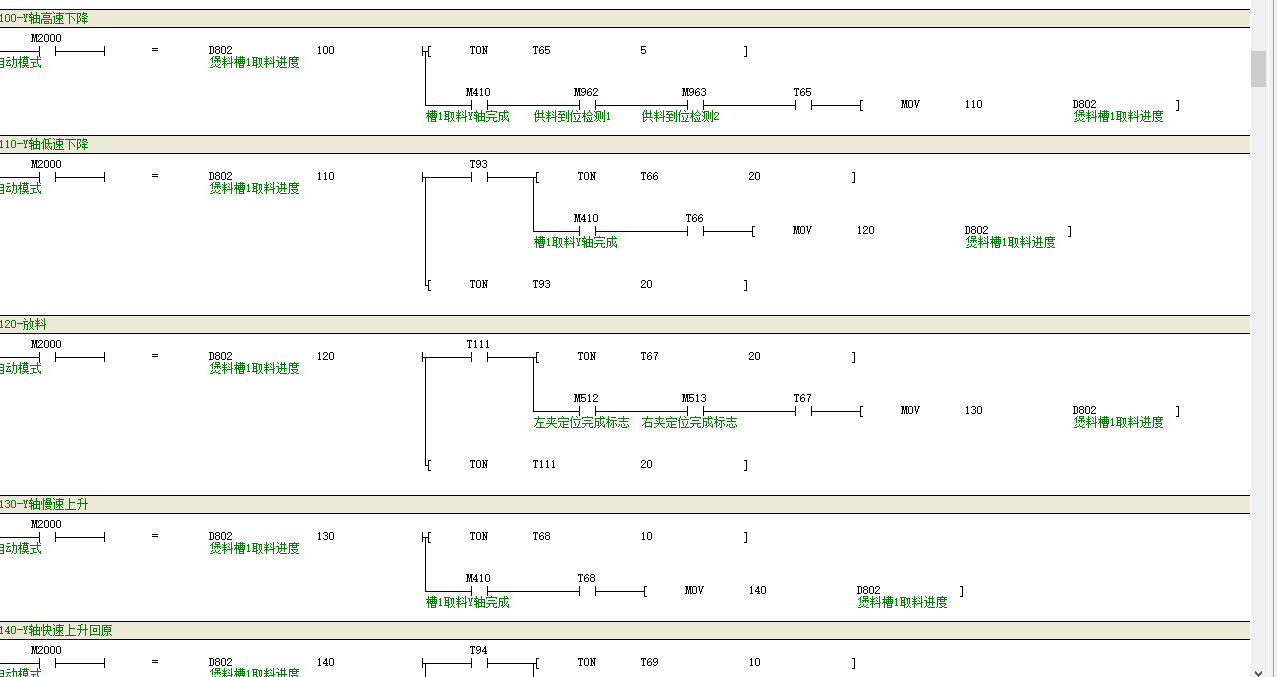 100-Y轴高速下降
M2000
= D802 100 [ TON T65 5 ]
自动模式 煲料槽1取料进度
M410 M962 M963 T65
[ MOV 110 D802 ]
槽1取料Y轴完成 供料到位检测1 供料到位检测2 煲料槽1取料进度
110-Y轴低速下降
M2000 T93
= D802 110 [ TON T66 20 ]
自动模式 煲料槽1取料进度
M410 T66
[ MOV 120 D802 ]
槽1取料Y轴完成 煲料槽1取料进度
[ TON T93 20 ]
120-放料
M2000 T111
= D802 120 [ TON T67 20 ]
自动模式 煲料槽1取料进度
M512 M513 T67
[ MOV 130 D802 ]
左夹定位完成标志 右夹定位完成标志 煲料槽1取料进度
[ TON T111 20 ]
130-Y轴慢速上升
M2000
= D802 130 [ TON T68 10 ]
自动模式 煲料槽1取料进度
M410 T68
[ MOV 140 D802 ]
槽1取料Y轴完成 煲料槽1取料进度
140-Y轴快速上升回原
M2000 T94
= D802 140 [ TON T69 10 ]
自动模式 煲料槽1取料进度